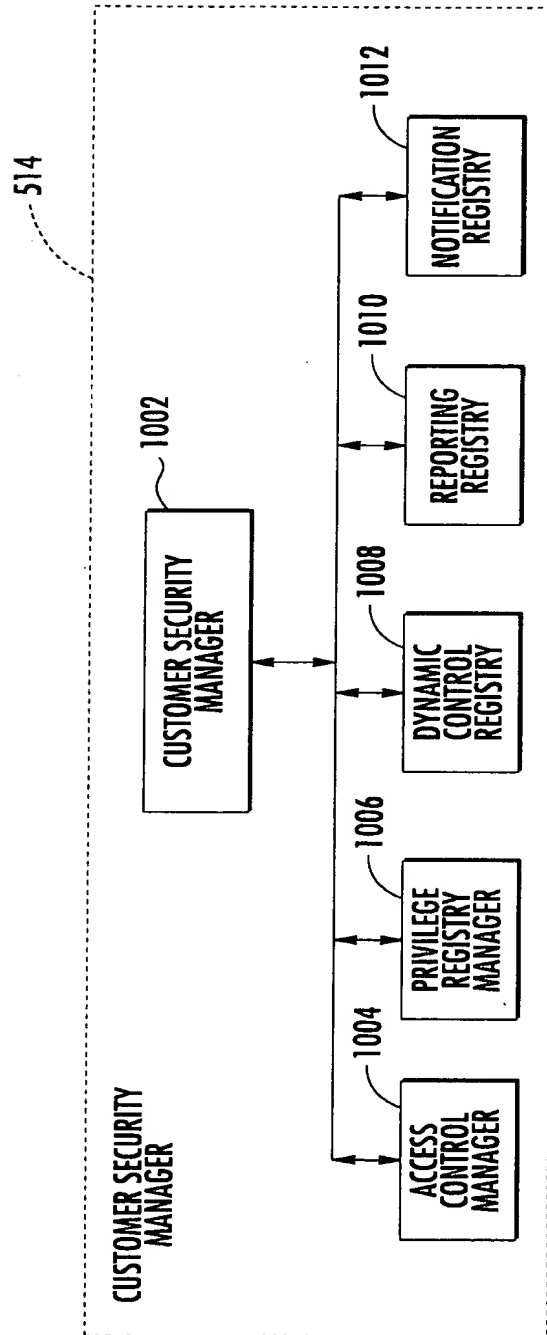 514
CUSTOMER SECURITY
MANAGER
1002
CUSTOMER SECURITY
MANAGER
1004
ACCESS
CONTROL
MANAGER
1006
PRIVILEGE
REGISTRY
MANAGER
1008
DYNAMIC
CONTROL
REGISTRY
1010
REPORTING
REGISTRY
1012
NOTIFICATION
REGISTRY